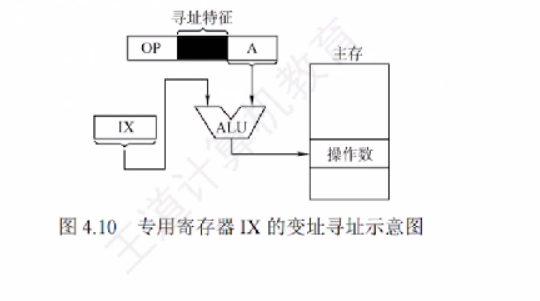 寻址特征
OP
A
主存
IX
ALU
操作数
图 4.10 专用寄存器 IX 的变址寻址示意图
王道计算机教育